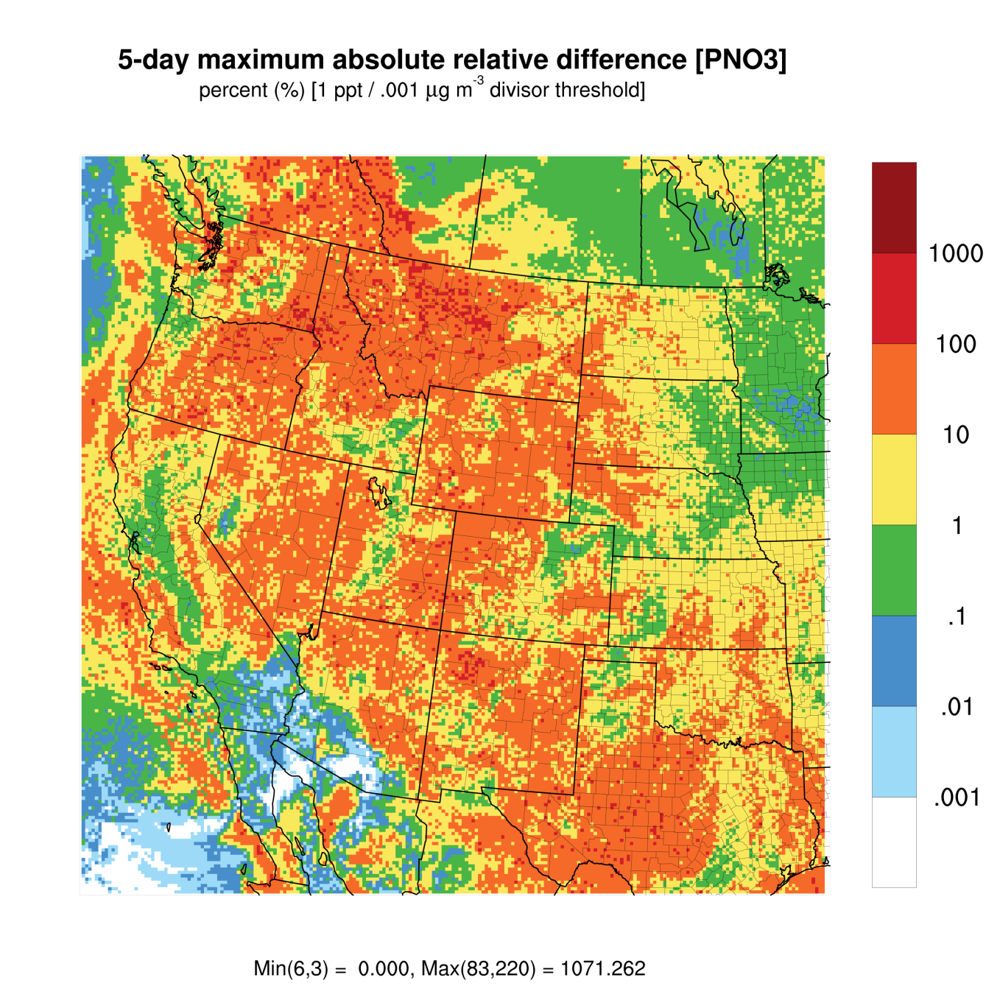 5-day maximum absolute relative difference [PNO3]
percent (%) [1 ppt / .001 μg m-3 divisor threshold]
1000
100
10
1
.1
.01
.001
Min(6,3) = 0.000, Max(83,220) = 1071.262